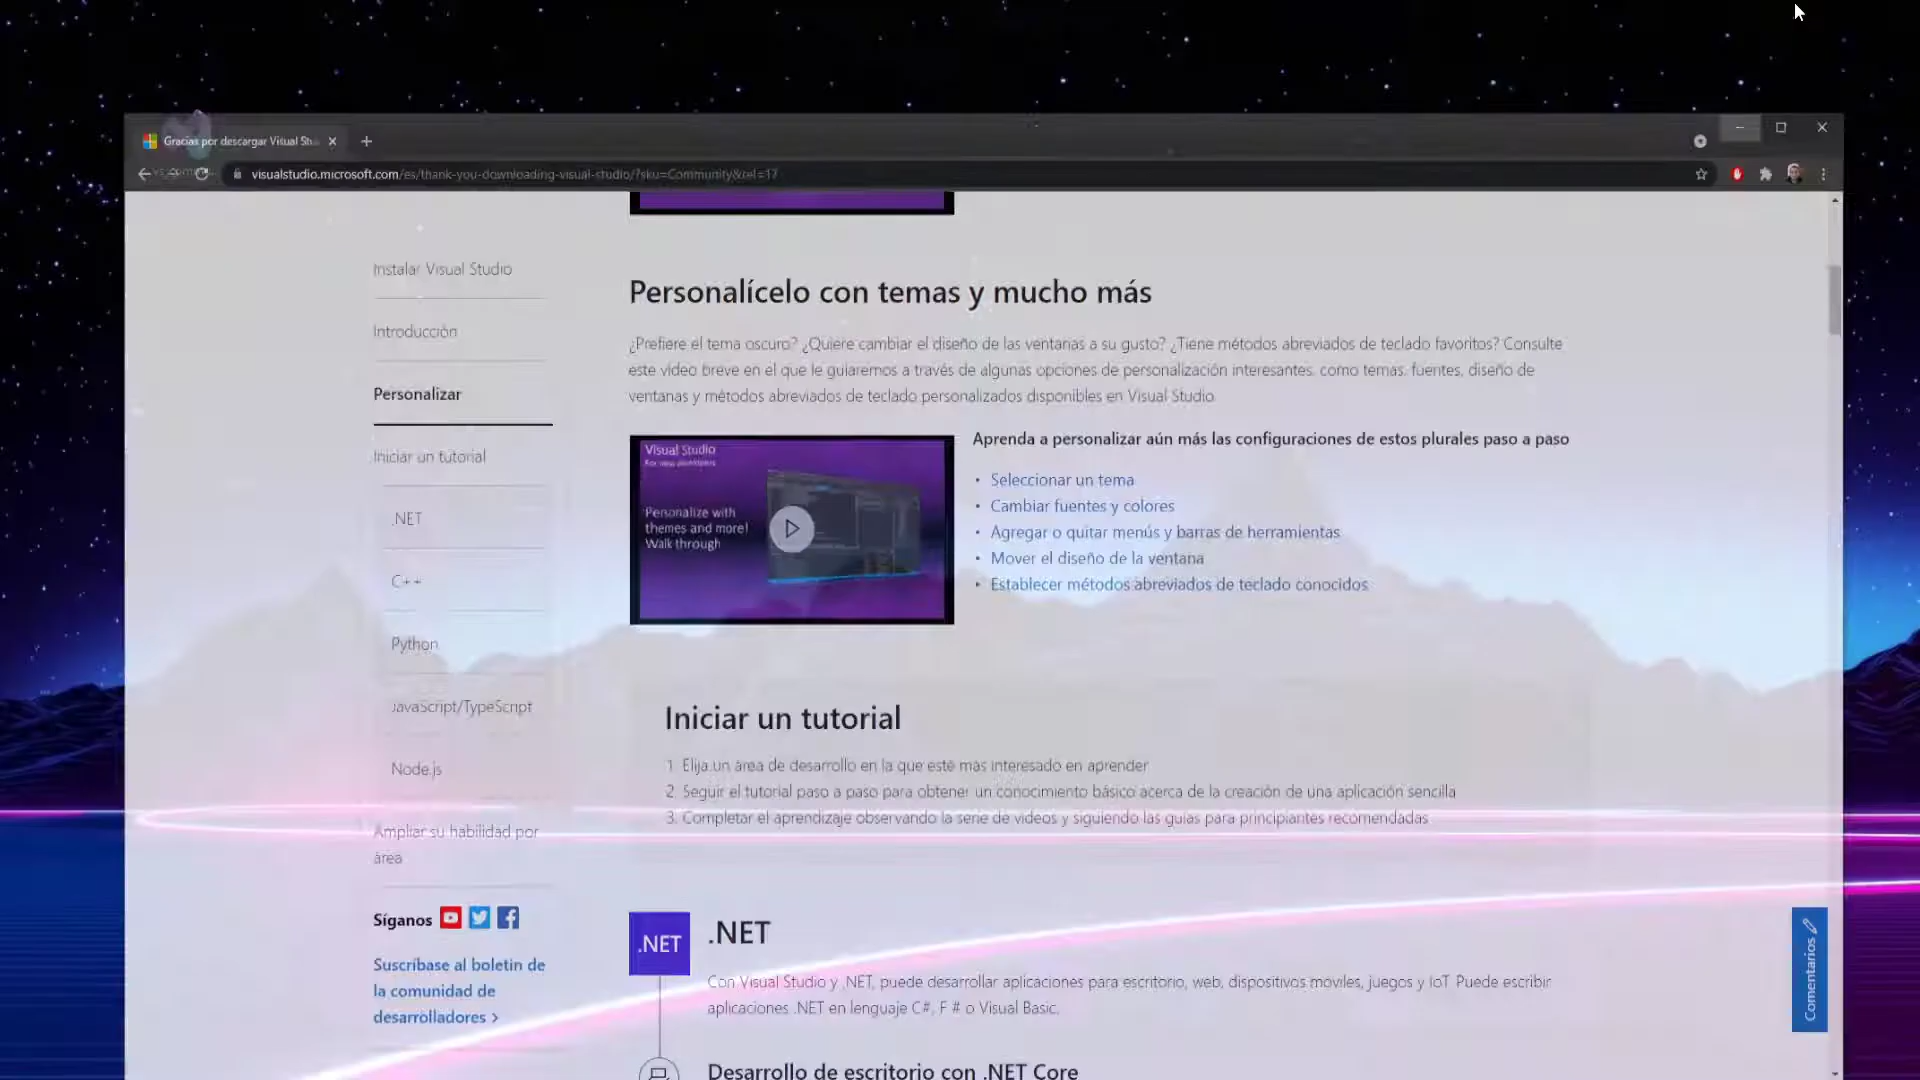 Gracias por descargar Visual Stu
visualstudio.microsoft.com/es/thank-you-downloading-visual-studio/?sku=Community&rel=17
Instalar Visual Studio
Introducción
Personalizar
Iniciar un tutorial
.NET
C++
Python
JavaScript/TypeScript
Node.js
Ampliar su habilidad por
área
Síganos
Suscríbase al boletín de
la comunidad de
desarrolladores >
Personalícelo con temas y mucho más
¿Prefiere el tema oscuro? ¿Quiere cambiar el diseño de las ventanas a su gusto? ¿Tiene métodos abreviados de teclado favoritos? Consulte
este vídeo breve en el que le guiaremos a través de algunas opciones de personalización interesantes, como temas, fuentes, diseño de
ventanas y métodos abreviados de teclado personalizados disponibles en Visual Studio.
Visual Studio
For new developers
Personalize with
themes and more!
Walk through
Aprenda a personalizar aún más las configuraciones de estos plurales paso a paso
• Seleccionar un tema
• Cambiar fuentes y colores
• Agregar o quitar menús y barras de herramientas
• Mover el diseño de la ventana
• Establecer métodos abreviados de teclado conocidos
Iniciar un tutorial
1. Elija un área de desarrollo en la que esté más interesado en aprender
2. Seguir el tutorial paso a paso para obtener un conocimiento básico acerca de la creación de una aplicación sencilla
3. Completar el aprendizaje observando la serie de vídeos y siguiendo las guías para principiantes recomendadas
.NET
.NET
Con Visual Studio y .NET, puede desarrollar aplicaciones para escritorio, web, dispositivos móviles, juegos y IoT. Puede escribir
aplicaciones .NET en lenguaje C#, F # o Visual Basic.
Desarrollo de escritorio con .NET Core
Comentarios